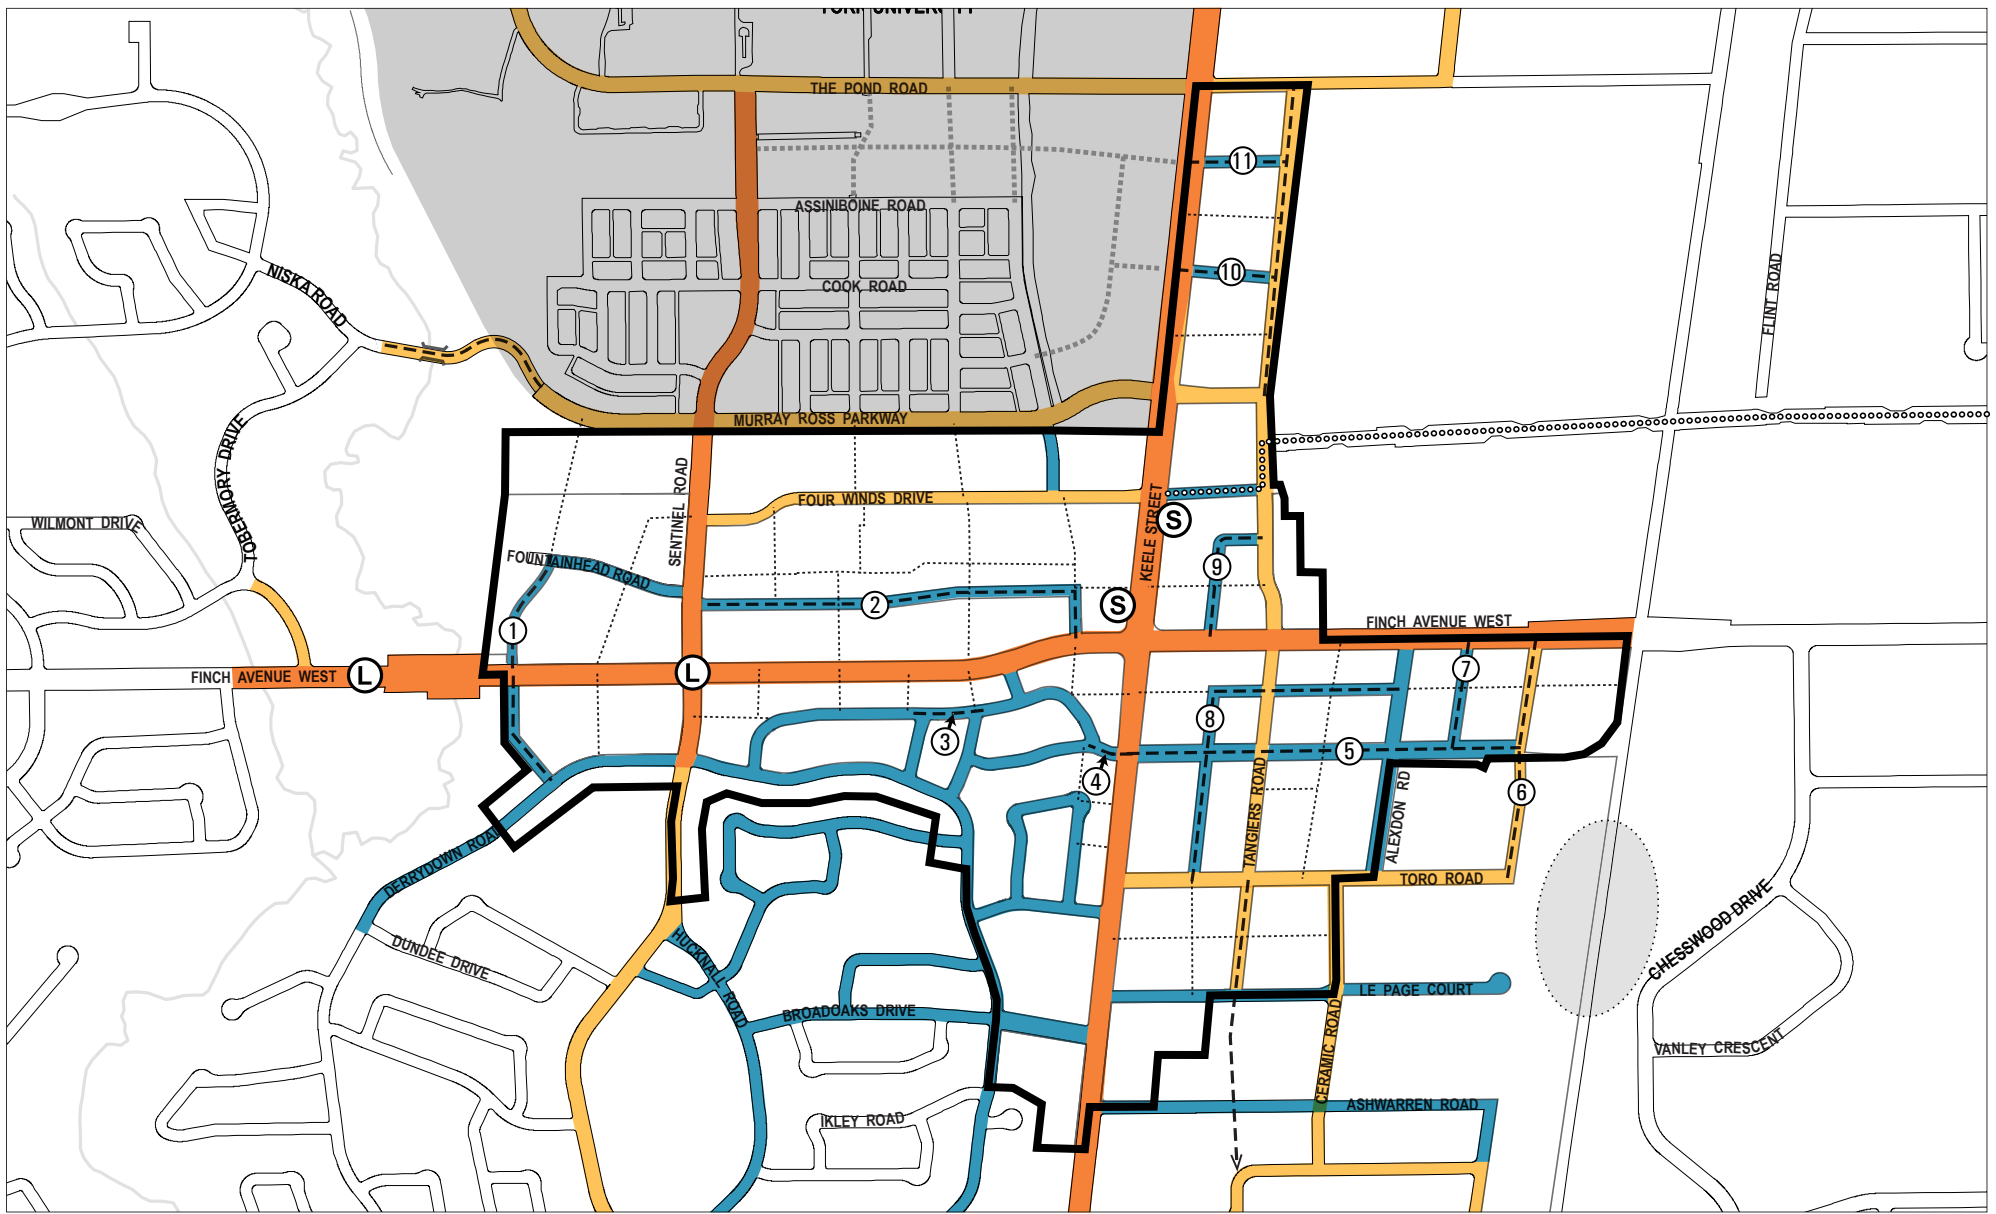 YORK UNIVERSITY
THE POND ROAD
11
ASSINIBOINE ROAD
10
NISKA ROAD
COOK ROAD
FLINT ROAD
MURRAY ROSS PARKWAY
TOBERMORY DRIVE
SENTINEL ROAD
FOUR WINDS DRIVE
KEELE STREET
S
WILMONT DRIVE
FOUNTAINHEAD ROAD
9
2
S
1
FINCH AVENUE WEST
FINCH AVENUE WEST
L
L
7
8
3
5
4
6
TANGIERS ROAD
ALEXDON RD
DERRYDOWN ROAD
TORO ROAD
DUNDEE DRIVE
HUCKNALL ROAD
CHESSWOOD DRIVE
LE PAGE COURT
BROADOAKS DRIVE
CERAMIC ROAD
VANLEY CRESCENT
IKLEY ROAD
ASHWARREN ROAD